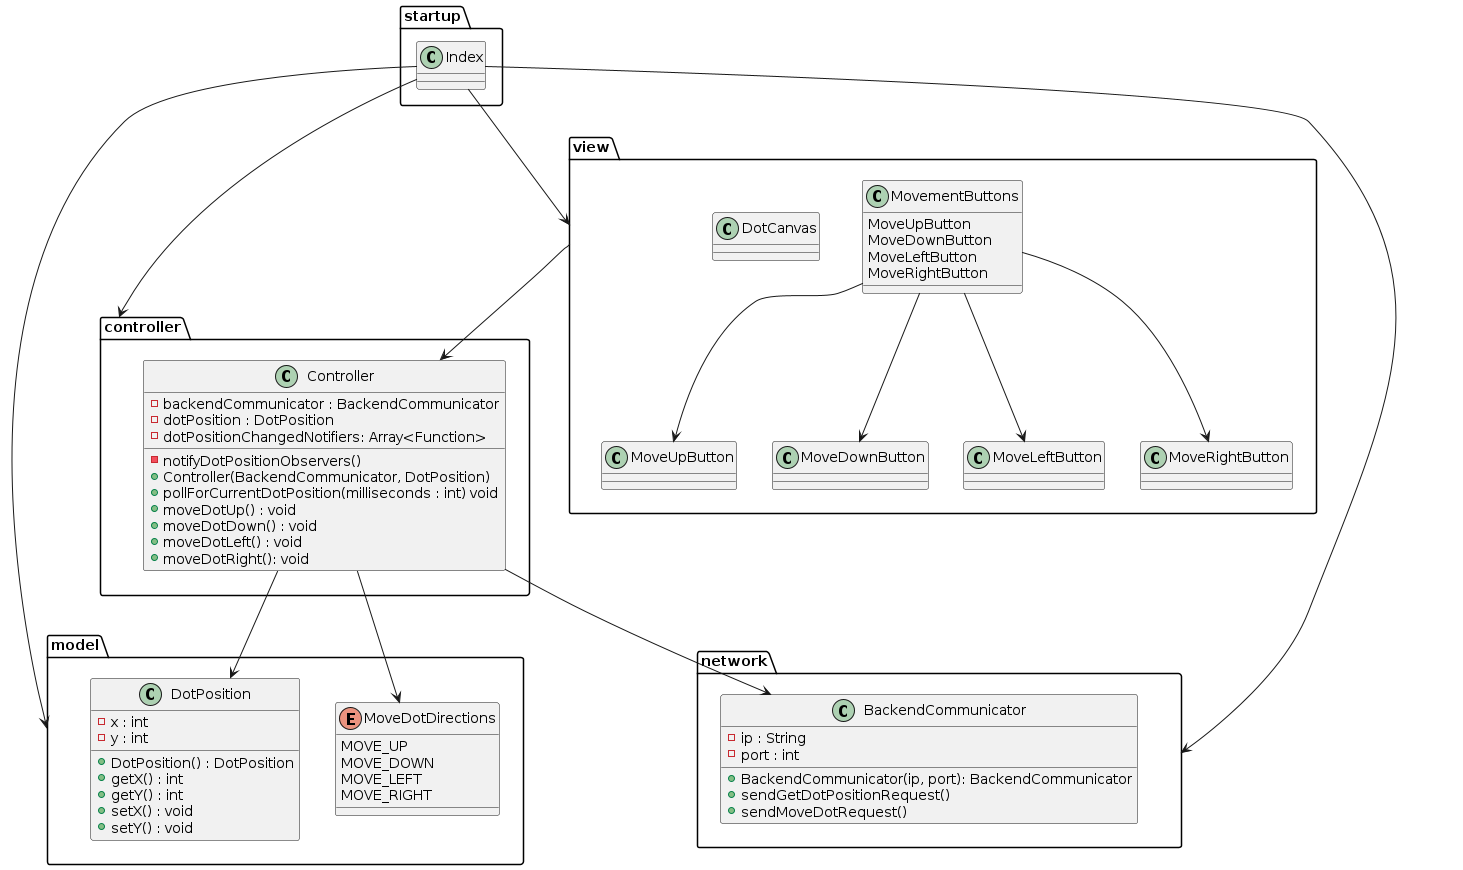 startup
C Index
view
C MovementButtons
MoveUpButton
MoveDownButton
MoveLeftButton
MoveRightButton
C DotCanvas
controller
C Controller
backendCommunicator : BackendCommunicator
dotPosition : DotPosition
dotPositionChangedNotifiers: Array<Function>
notifyDotPositionObservers()
Controller(BackendCommunicator, DotPosition)
pollForCurrentDotPosition(milliseconds : int) void
moveDotUp() : void
moveDotDown() : void
moveDotLeft() : void
moveDotRight(): void
C MoveUpButton
C MoveDownButton
C MoveLeftButton
C MoveRightButton
model
C DotPosition
x : int
y : int
DotPosition() : DotPosition
getX() : int
getY() : int
setX() : void
setY() : void
E MoveDotDirections
MOVE_UP
MOVE_DOWN
MOVE_LEFT
MOVE_RIGHT
network
C BackendCommunicator
ip : String
port : int
BackendCommunicator(ip, port): BackendCommunicator
sendGetDotPositionRequest()
sendMoveDotRequest()